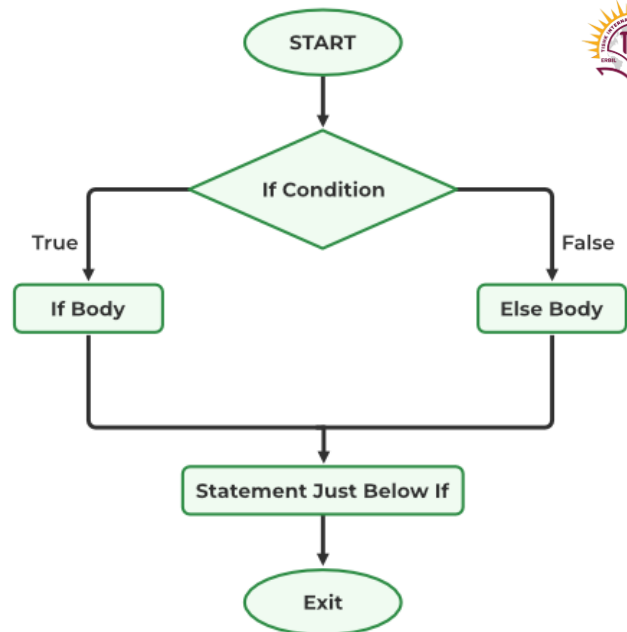 START
If Condition
True
False
If Body
Else Body
Statement Just Below If
Exit